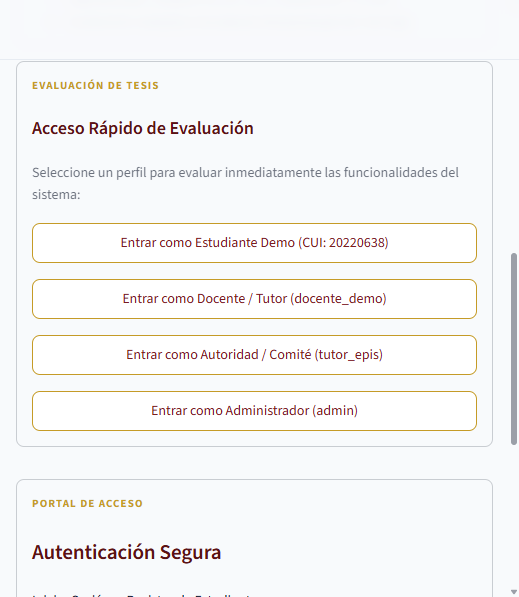 EVALUACIÓN DE TESIS
Acceso Rápido de Evaluación
Seleccione un perfil para evaluar inmediatamente las funcionalidades del
sistema:
Entrar como Estudiante Demo (CUI: 20220638)
Entrar como Docente / Tutor (docente_demo)
Entrar como Autoridad / Comité (tutor_epis)
Entrar como Administrador (admin)
PORTAL DE ACCESO
Autenticación Segura